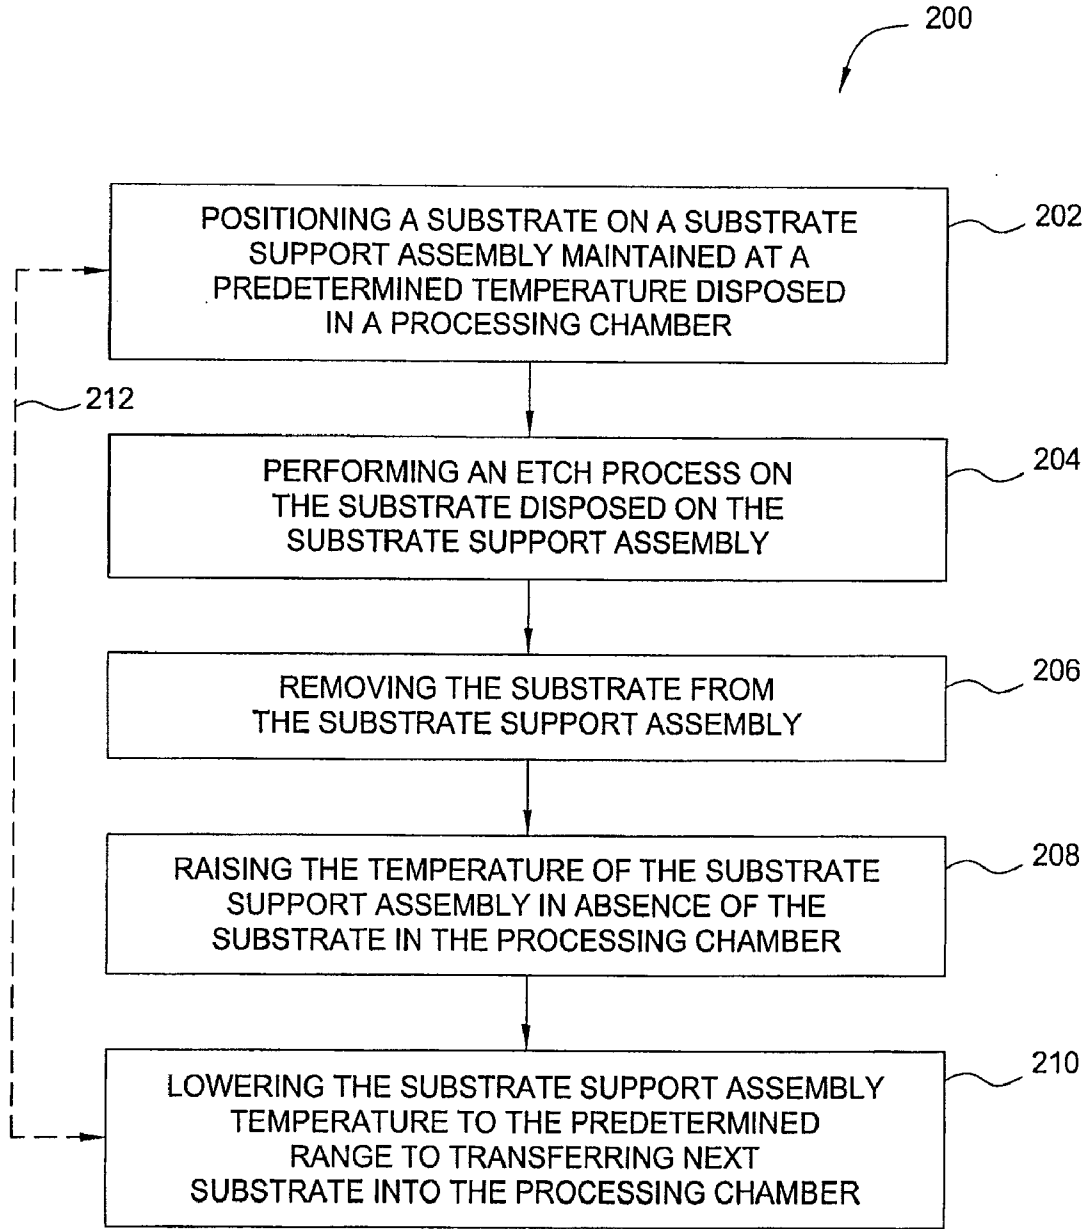 200
POSITIONING A SUBSTRATE ON A SUBSTRATE
SUPPORT ASSEMBLY MAINTAINED AT A
PREDETERMINED TEMPERATURE DISPOSED
IN A PROCESSING CHAMBER
202
212
PERFORMING AN ETCH PROCESS ON
THE SUBSTRATE DISPOSED ON THE
SUBSTRATE SUPPORT ASSEMBLY
204
REMOVING THE SUBSTRATE FROM
THE SUBSTRATE SUPPORT ASSEMBLY
206
RAISING THE TEMPERATURE OF THE SUBSTRATE
SUPPORT ASSEMBLY IN ABSENCE OF THE
SUBSTRATE IN THE PROCESSING CHAMBER
208
LOWERING THE SUBSTRATE SUPPORT ASSEMBLY
TEMPERATURE TO THE PREDETERMINED
RANGE TO TRANSFERRING NEXT
SUBSTRATE INTO THE PROCESSING CHAMBER
210